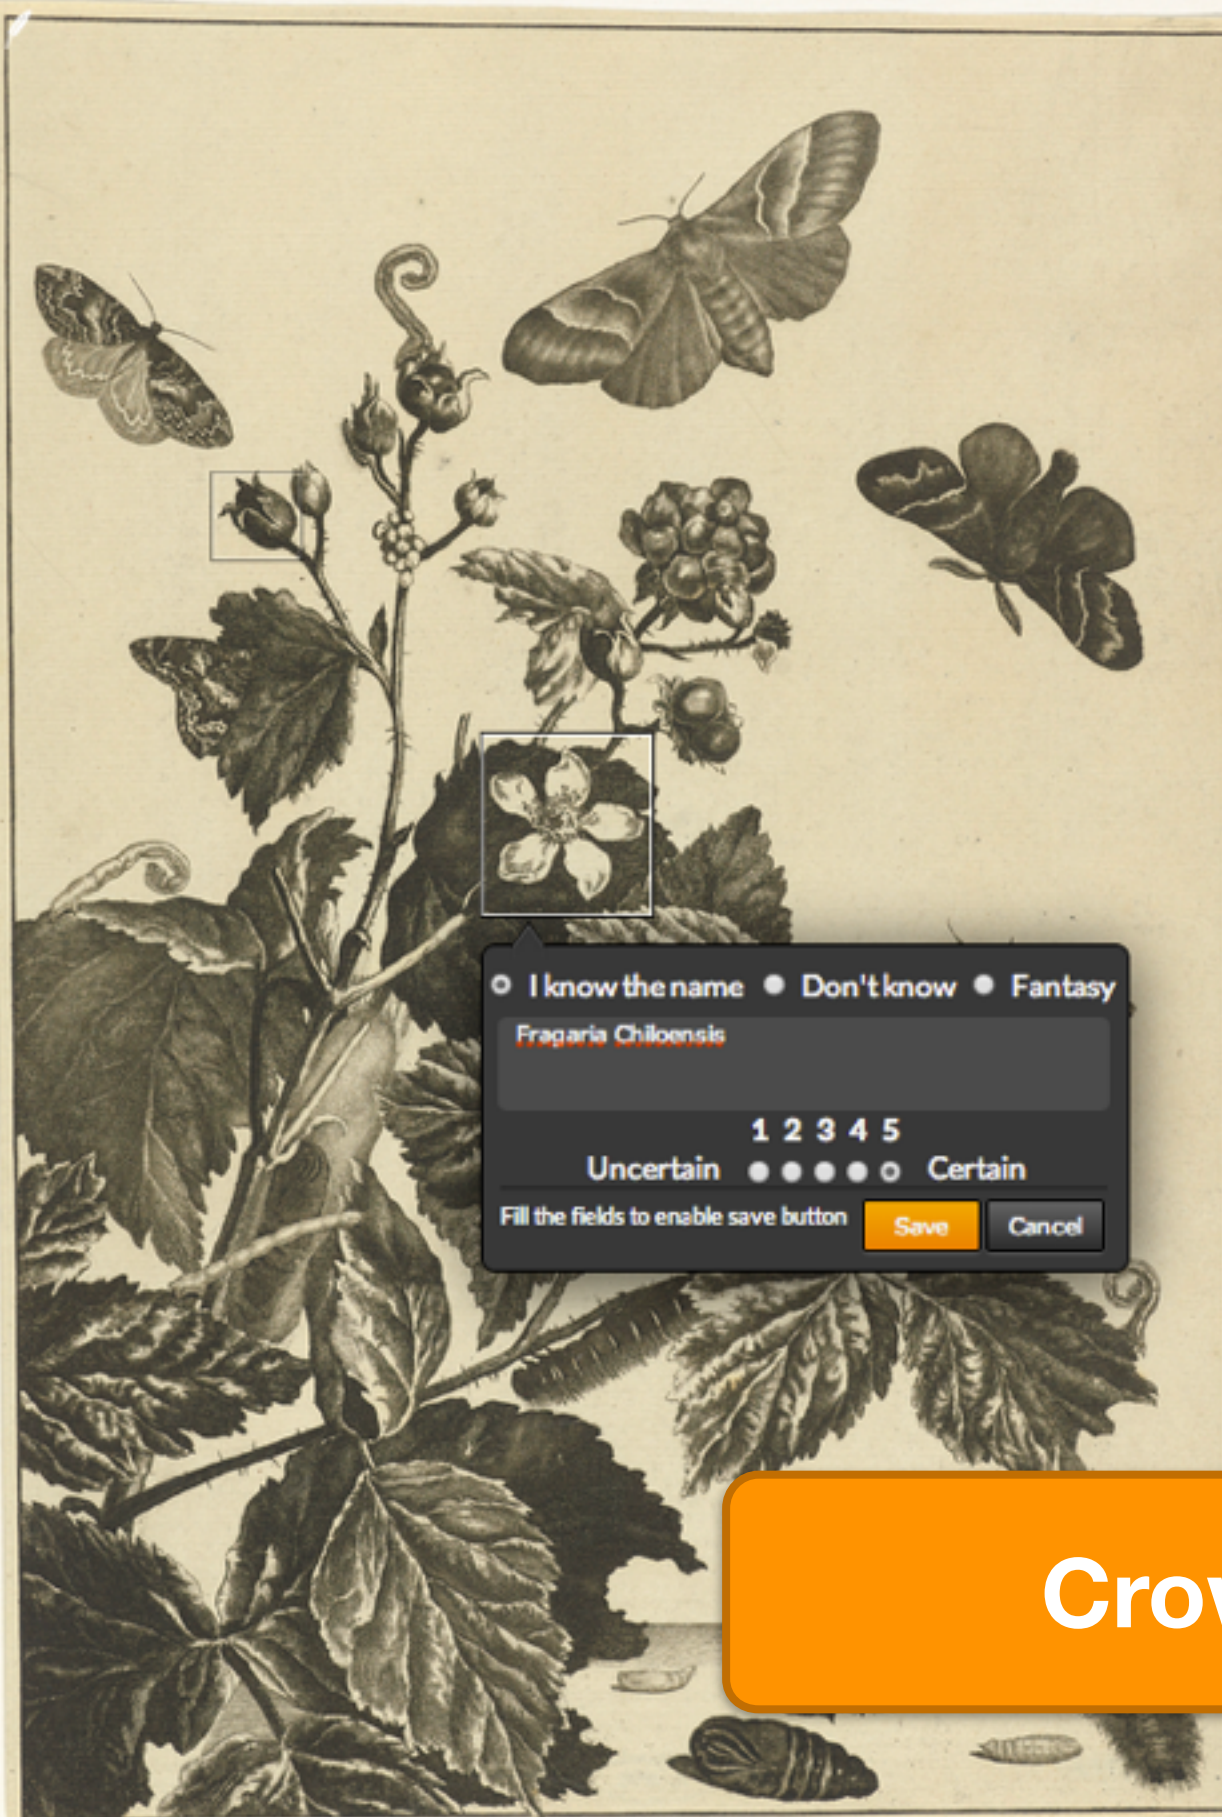 I know the name Don't know Fantasy
Fragaria Chiloensis
1 2 3 4 5
Uncertain Certain
Fill the fields to enable save button Save Cancel